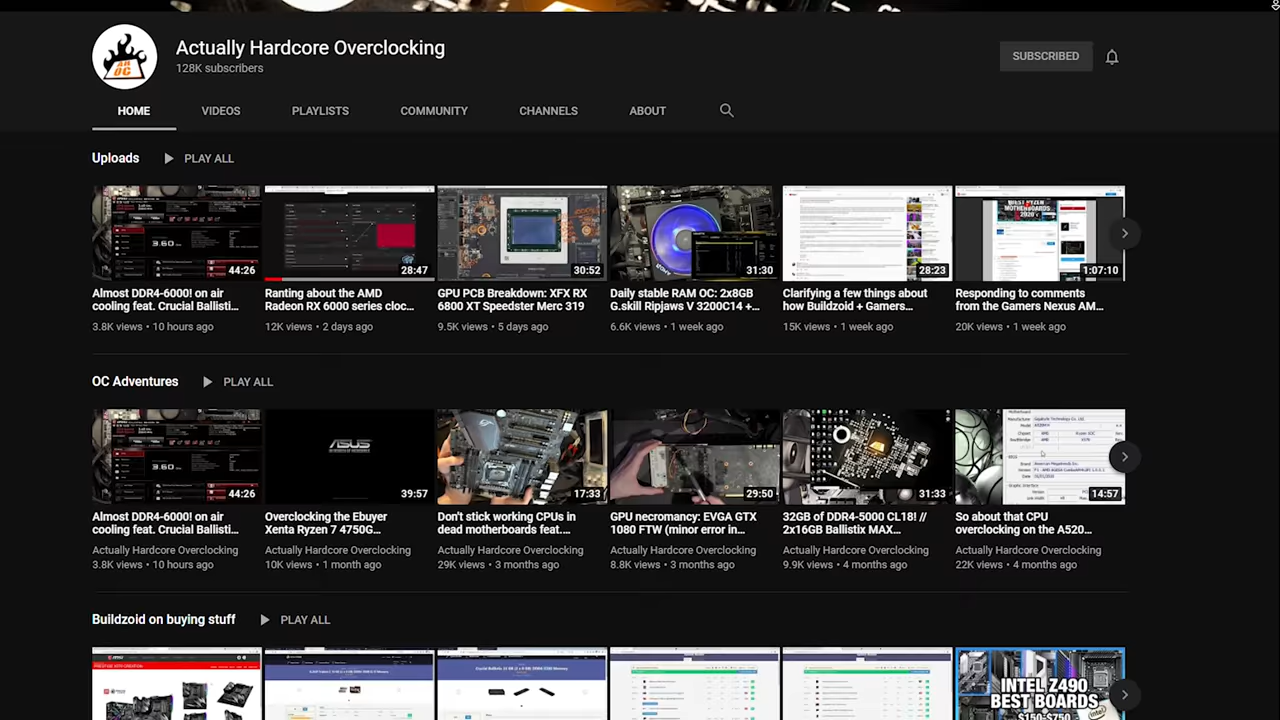 Actually Hardcore Overclocking
128K subscribers
SUBSCRIBED
HOME
VIDEOS
PLAYLISTS
COMMUNITY
CHANNELS
ABOUT
Uploads
PLAY ALL
3.60
44:26
28:47
30:52
31:30
28:23
1:07:10
Almost DDR4-6000! on air
cooling feat. Crucial Ballisti...
3.8K views • 10 hours ago
Ranting about the AMD
Radeon RX 6000 series cloc...
12K views • 2 days ago
GPU PCB Breakdown: XFX RX
6800 XT Speedster Merc 319
9.5K views • 5 days ago
Daily stable RAM OC: 2x8GB
G.skill Ripjaws V 3200C14 +...
6.6K views • 1 week ago
Clarifying a few things about
how Buildzoid + Gamers...
15K views • 1 week ago
Responding to comments
from the Gamers Nexus AM...
20K views • 1 week ago
OC Adventures
PLAY ALL
3.60
44:26
39:57
17:33
29:50
31:33
14:57
Almost DDR4-6000! on air
cooling feat. Crucial Ballisti...
Actually Hardcore Overclocking
3.8K views • 10 hours ago
Overclocking the Ebuyer
Xenta Ryzen 7 4750G...
Actually Hardcore Overclocking
10K views • 1 month ago
Don't stick working CPUs in
dead motherboards feat....
Actually Hardcore Overclocking
29K views • 3 months ago
GPU necromancy: EVGA GTX
1080 FTW (minor error in...
Actually Hardcore Overclocking
8.8K views • 3 months ago
32GB of DDR4-5000 CL18! //
2x16GB Ballistix MAX...
Actually Hardcore Overclocking
9.9K views • 4 months ago
So about that CPU
overclocking on the A520...
Actually Hardcore Overclocking
22K views • 4 months ago
Buildzoid on buying stuff
PLAY ALL
INTEL Z490
BEST BOARDS
$150-$750